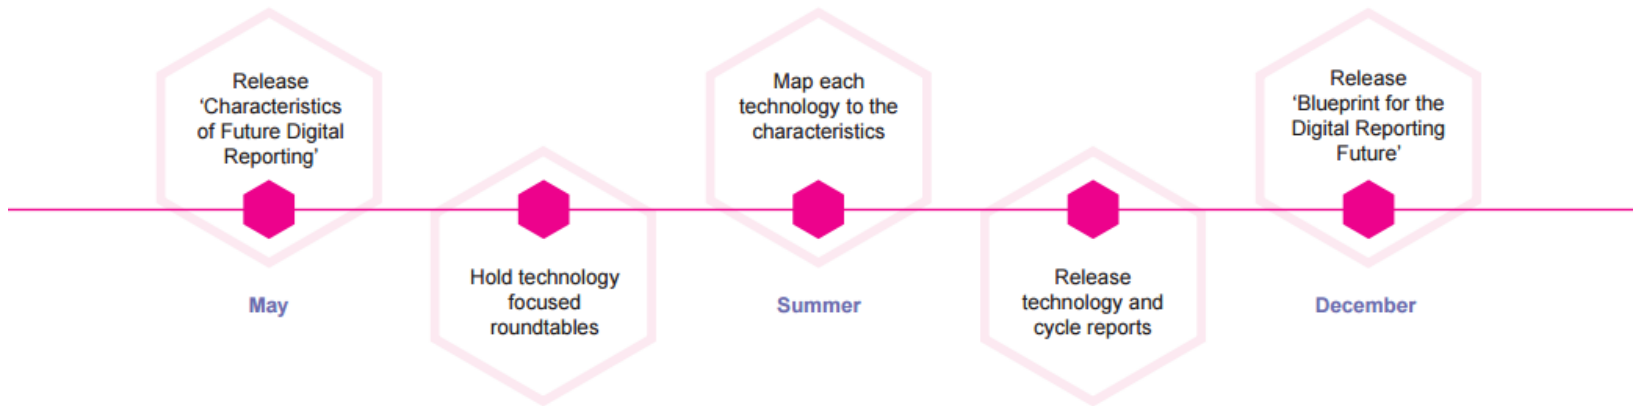 Release
‘Characteristics
of Future Digital
Reporting’
May
Hold technology
focused
roundtables
Map each
technology to the
characteristics
Summer
Release
technology and
cycle reports
Release
‘Blueprint for the
Digital Reporting
Future’
December